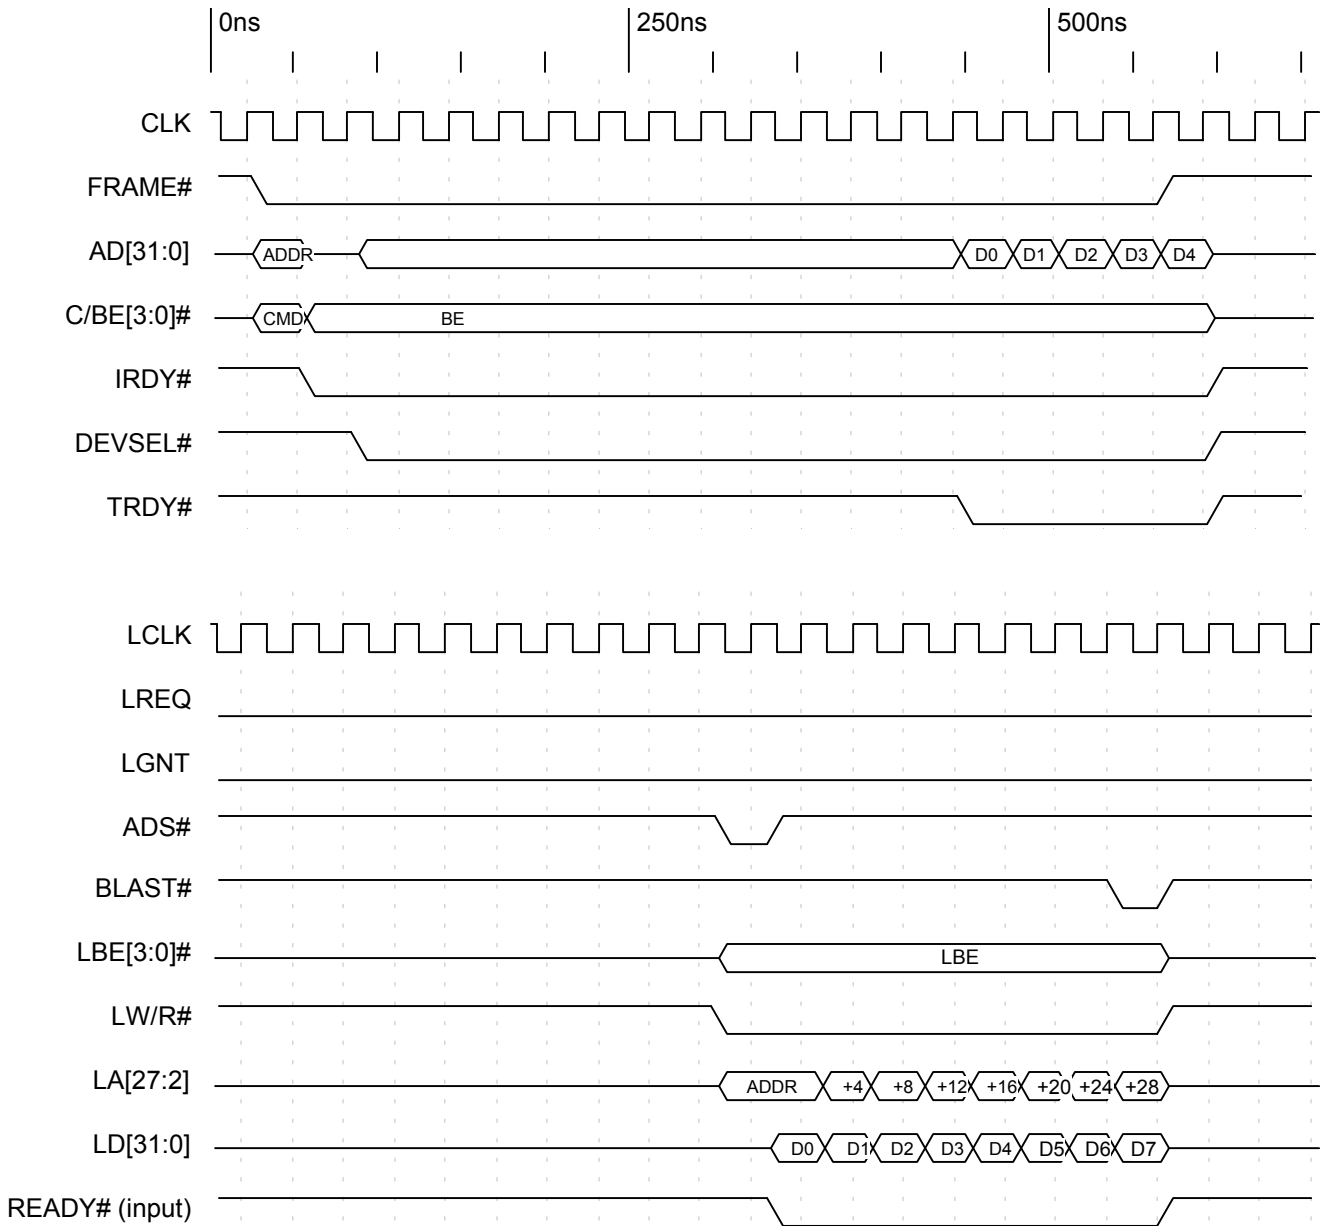 0ns 250ns 500ns
CLK
FRAME#
AD[31:0] ADDR D0 D1 D2 D3 D4
C/BE[3:0]# CMD BE
IRDY#
DEVSEL#
TRDY#
LCLK
LREQ
LGNT
ADS#
BLAST#
LBE[3:0]# LBE
LW/R#
LA[27:2] ADDR +4 +8 +12 +16 +20 +24 +28
LD[31:0] D0 D1 D2 D3 D4 D5 D6 D7
READY# (input)